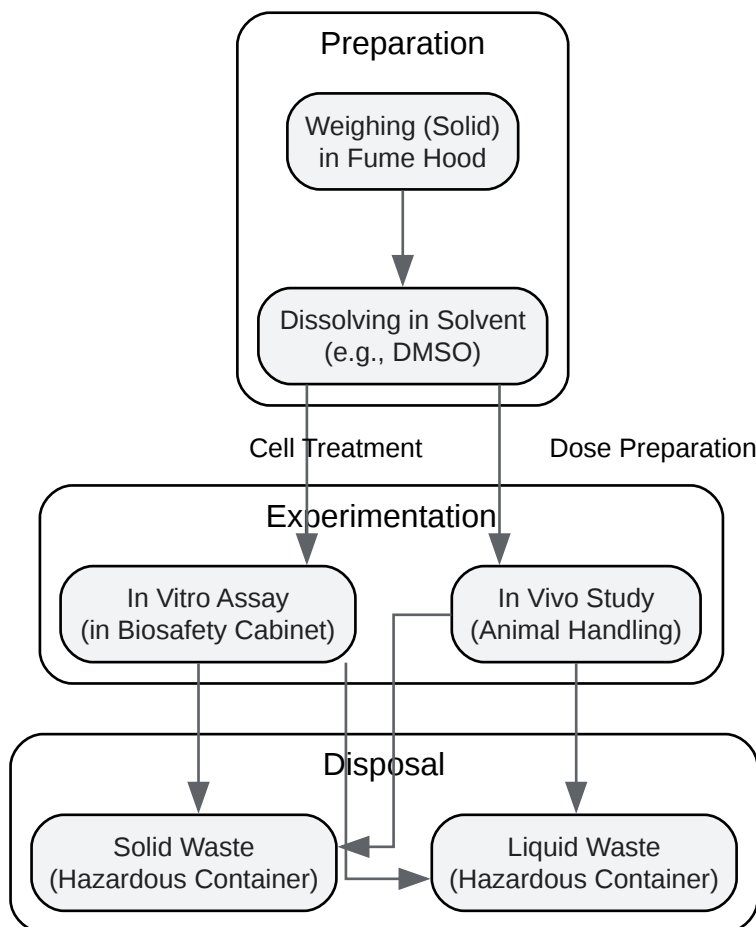 Preparation
Weighing (Solid)
in Fume Hood
Dissolving in Solvent
(e.g., DMSO)
Cell Treatment
Dose Preparation
Experimentation
In Vitro Assay
(in Biosafety Cabinet)
In Vivo Study
(Animal Handling)
Disposal
Solid Waste
(Hazardous Container)
Liquid Waste
(Hazardous Container)